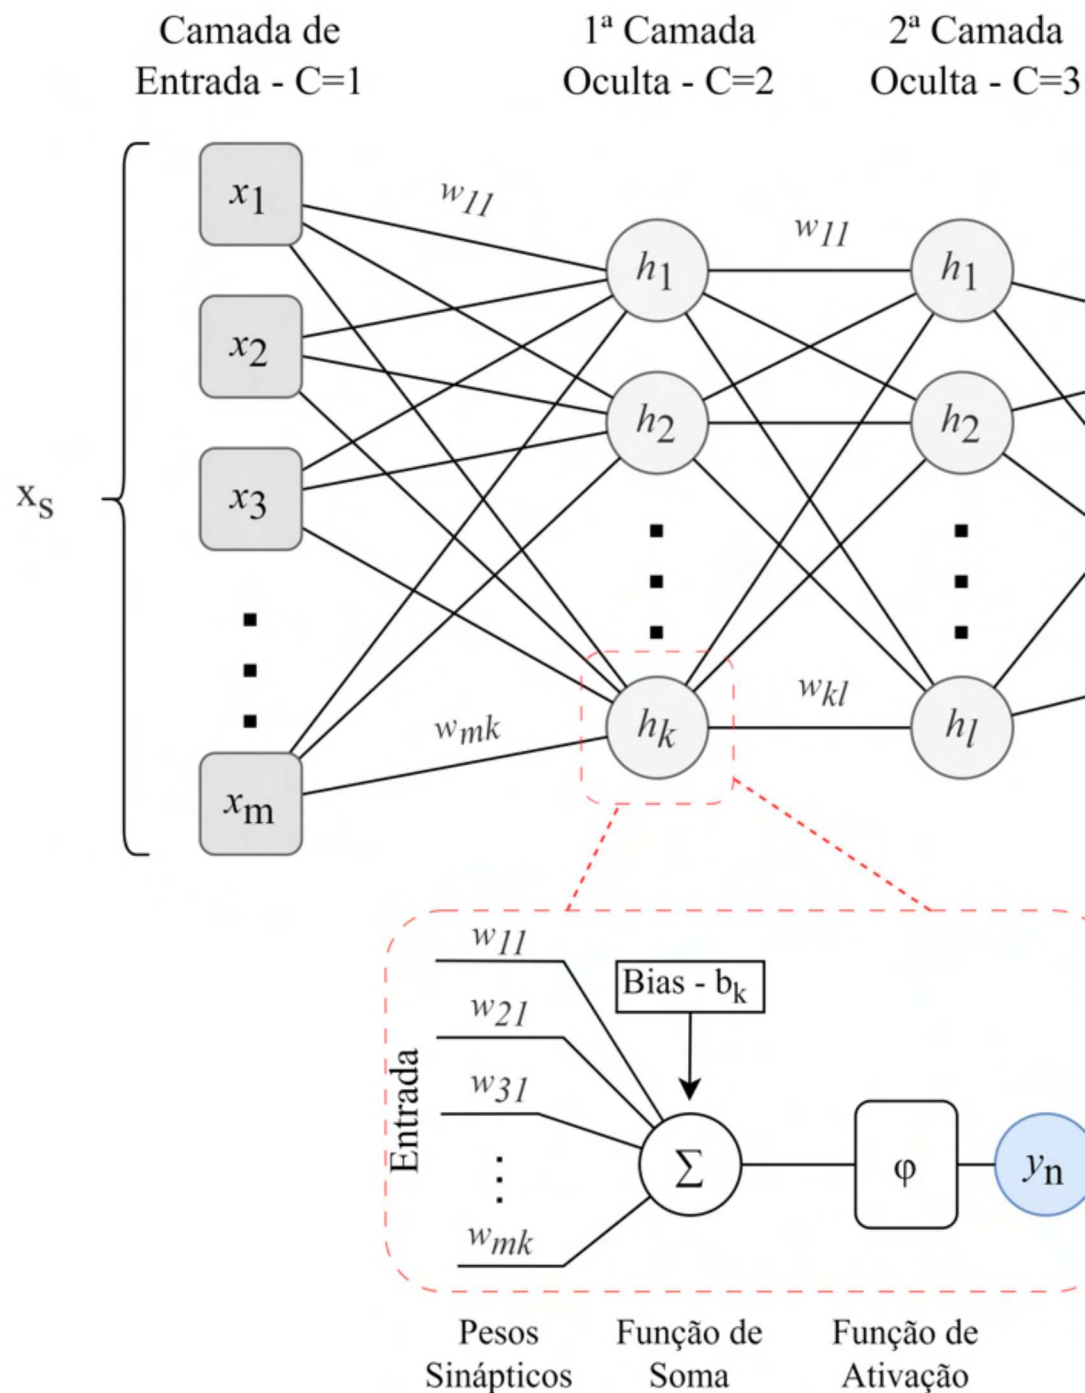 Camada de
Entrada - C=1
1ª Camada
Oculta - C=2
2ª Camada
Oculta - C=3
x1
w11
w11
h1
h1
x2
h2
h2
xs
x3
wmk
wkl
hk
hl
xm
w11
Bias - bk
w21
Entrada
w31
Σ
φ
yn
wmk
Pesos
Sinápticos
Função de
Soma
Função de
Ativação